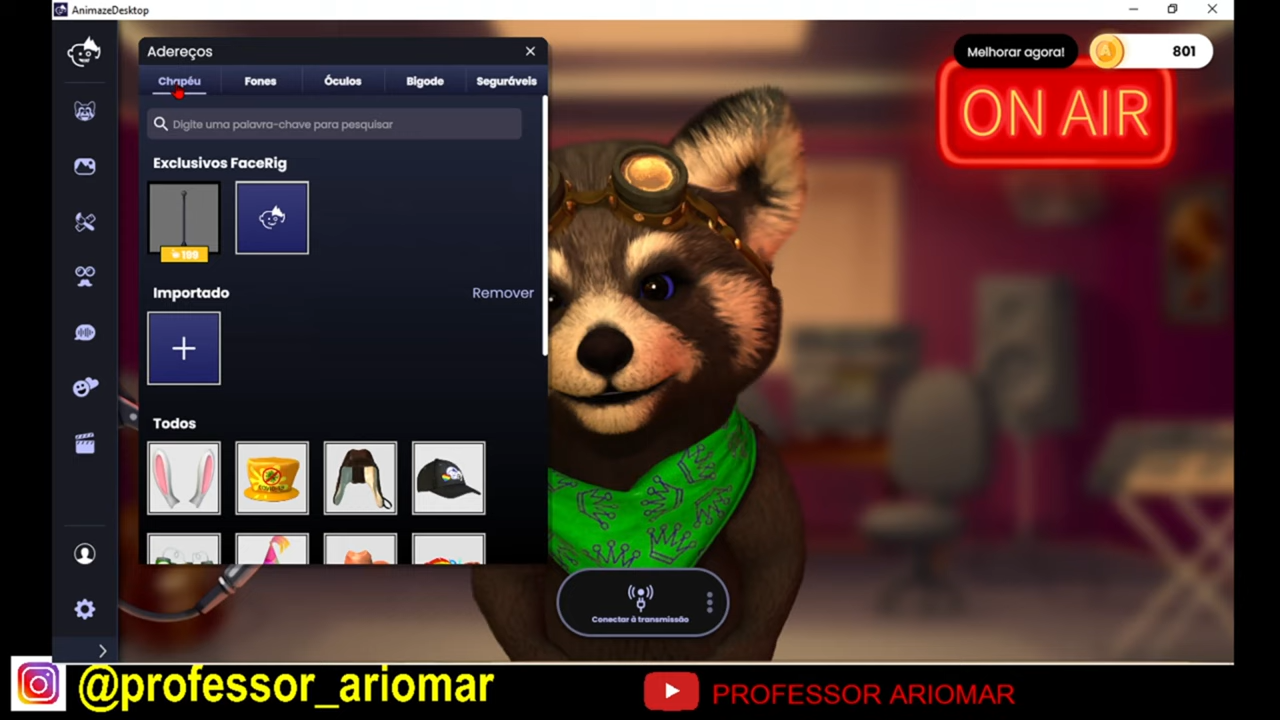 AnimazeDesktop
Adereços
Chapéu Fones Óculos Bigode Seguráveis
Melhorar agora! 801
Digite uma palavra-chave para pesquisar
ON AIR
Exclusivos FaceRig
199
Importado Remover
Todos
Conectar à transmissão
@professor_ariomar PROFESSOR ARIOMAR